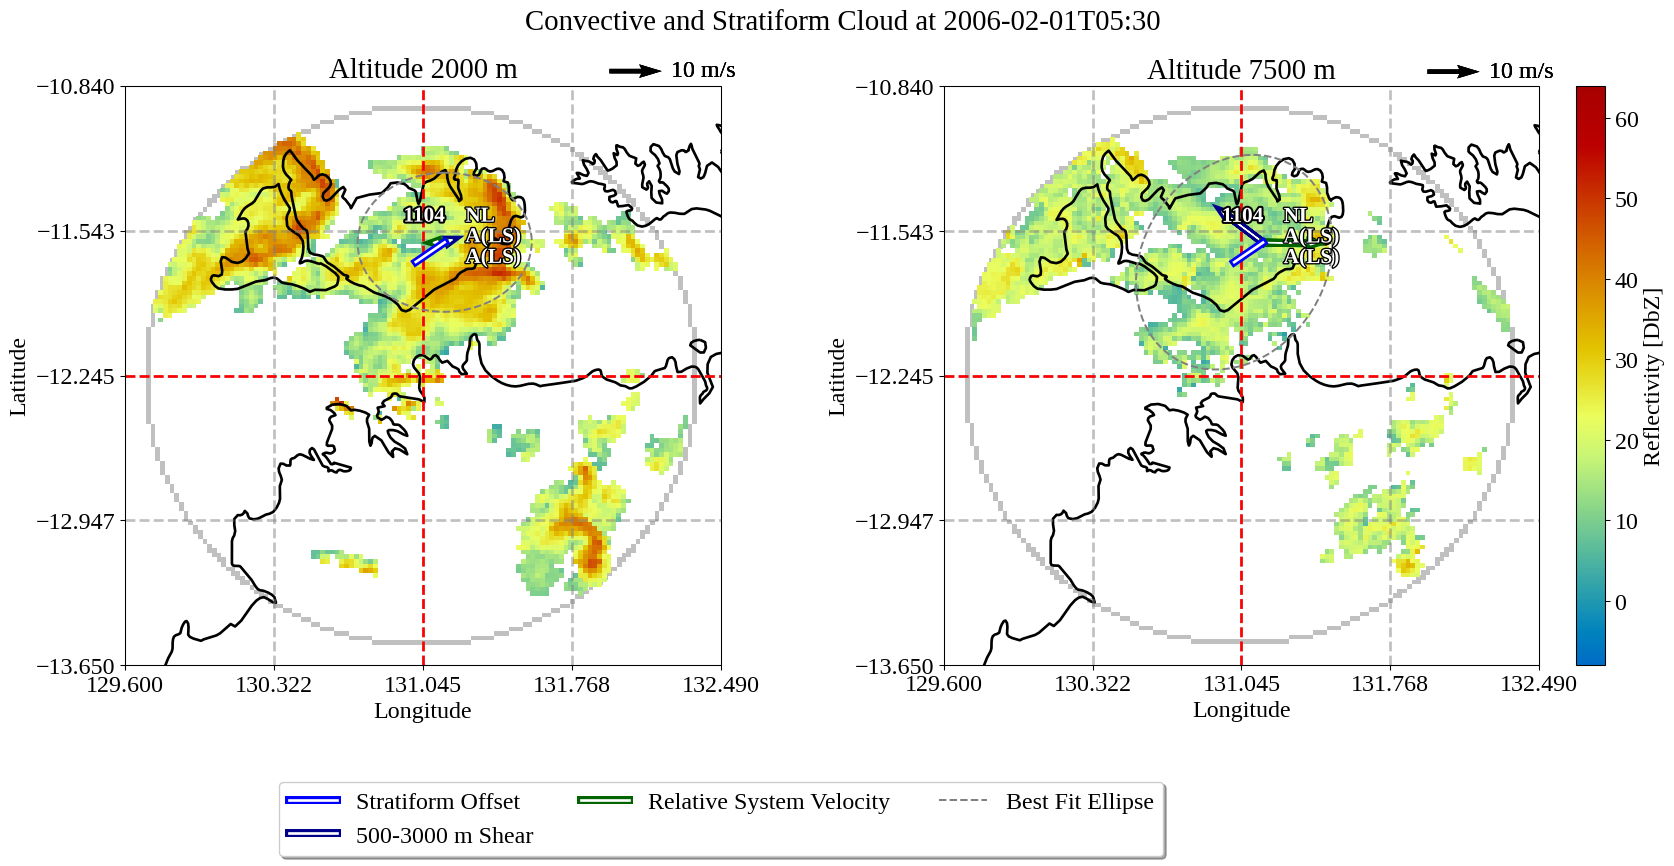 Convective and Stratiform Cloud at 2006-02-01T05:30
Altitude 2000 m
10 m/s
Altitude 7500 m
10 m/s
−10.840
−11.543
−12.245
−12.947
−13.650
Latitude
129.600
130.322
131.045
131.768
132.490
Longitude
1104
NL
A(LS)
A(LS)
−10.840
−11.543
−12.245
−12.947
−13.650
Latitude
129.600
130.322
131.045
131.768
132.490
Longitude
1104
NL
A(LS)
A(LS)
60
50
40
30
20
10
0
Reflectivity [DbZ]
Stratiform Offset
500-3000 m Shear
Relative System Velocity
Best Fit Ellipse